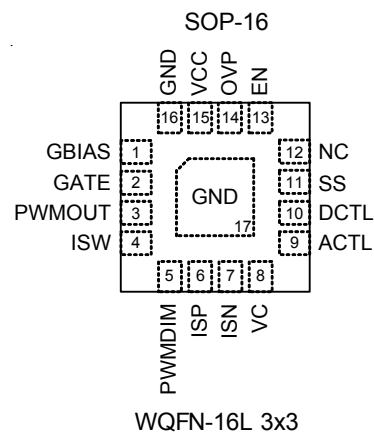 SOP-16
GND VCC OVP EN
16 15 14 13
GBIAS 1
GATE 2
PWMOUT 3
ISW 4
12 NC
11 SS
10 DCTL
9 ACTL
GND
17
5 6 7 8
PWMDIM ISP ISN VC
WQFN-16L 3x3